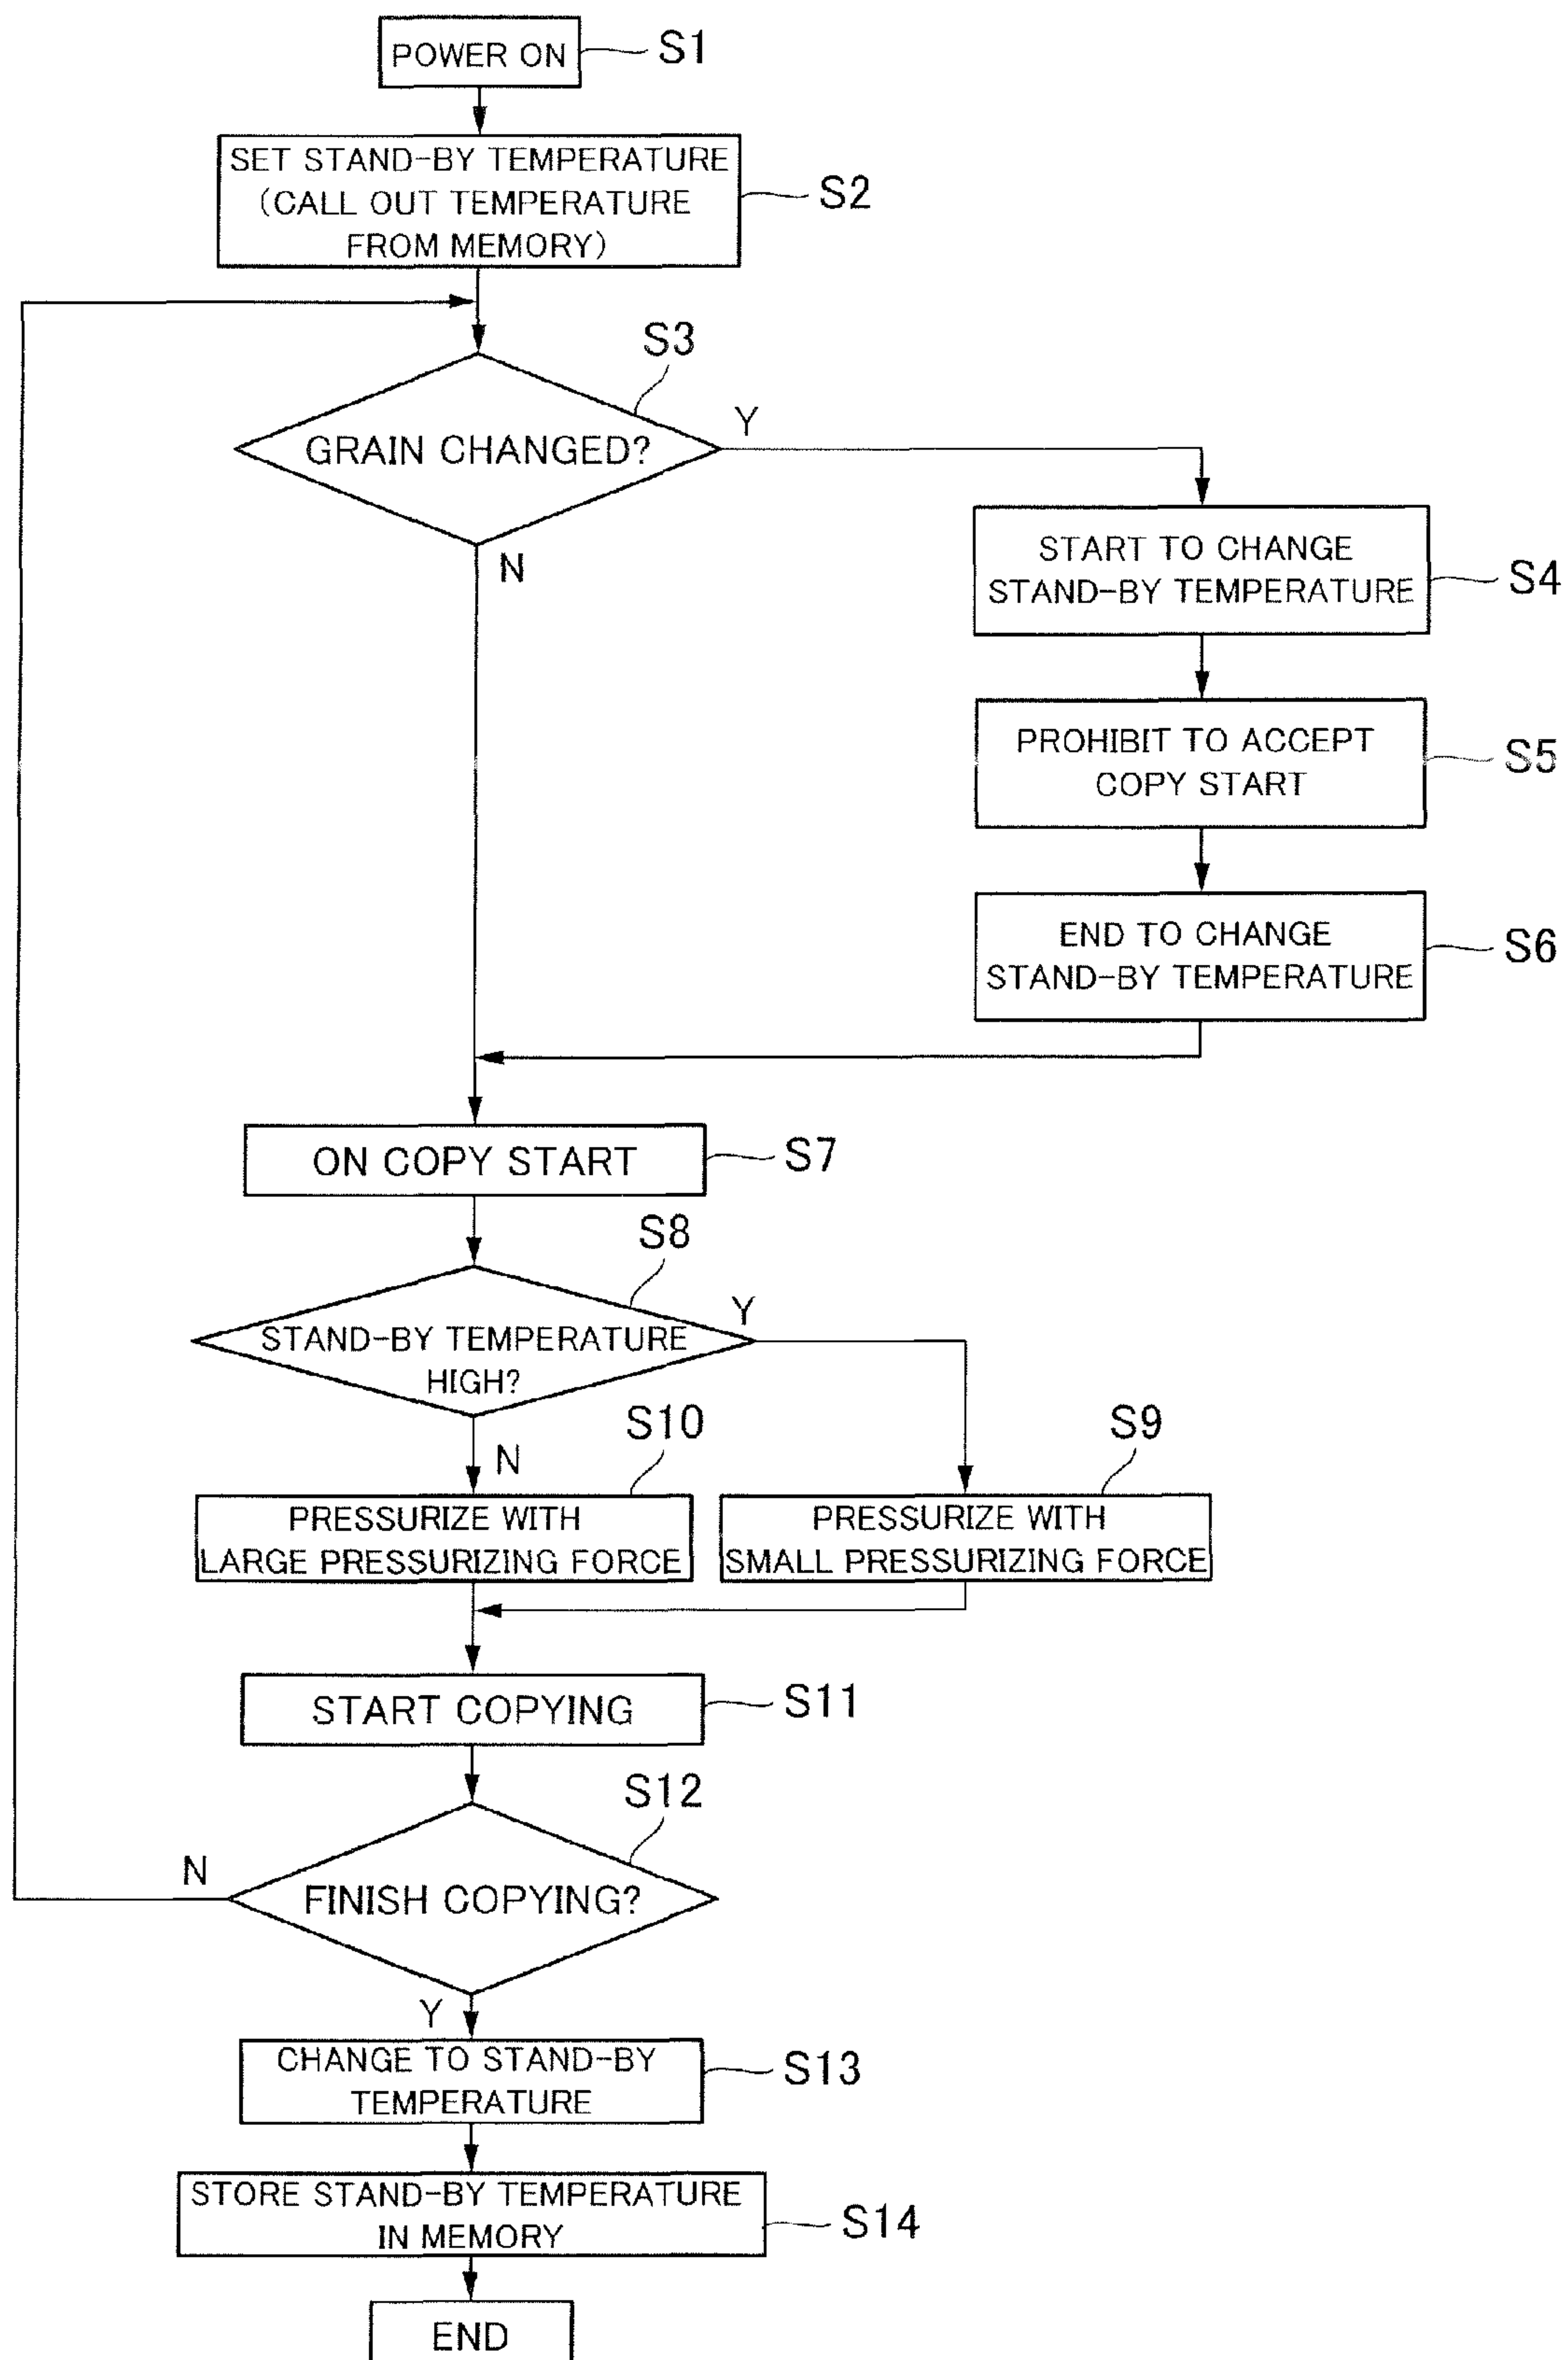 POWER ON
S1
SET STAND-BY TEMPERATURE
(CALL OUT TEMPERATURE
FROM MEMORY)
S2
S3
GRAIN CHANGED?
Y
N
START TO CHANGE
STAND-BY TEMPERATURE
S4
PROHIBIT TO ACCEPT
COPY START
S5
END TO CHANGE
STAND-BY TEMPERATURE
S6
ON COPY START
S7
S8
STAND-BY TEMPERATURE
HIGH?
Y
N
S10
PRESSURIZE WITH
LARGE PRESSURIZING FORCE
S9
PRESSURIZE WITH
SMALL PRESSURIZING FORCE
START COPYING
S11
S12
FINISH COPYING?
N
Y
CHANGE TO STAND-BY
TEMPERATURE
S13
STORE STAND-BY TEMPERATURE
IN MEMORY
S14
END